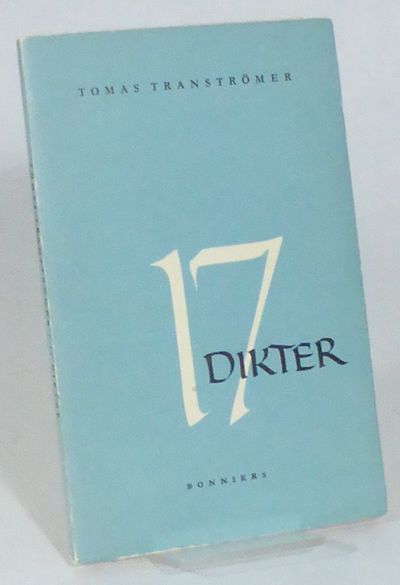 TOMAS TRANSTRÖMER
17
DIKTER
BONNIERS